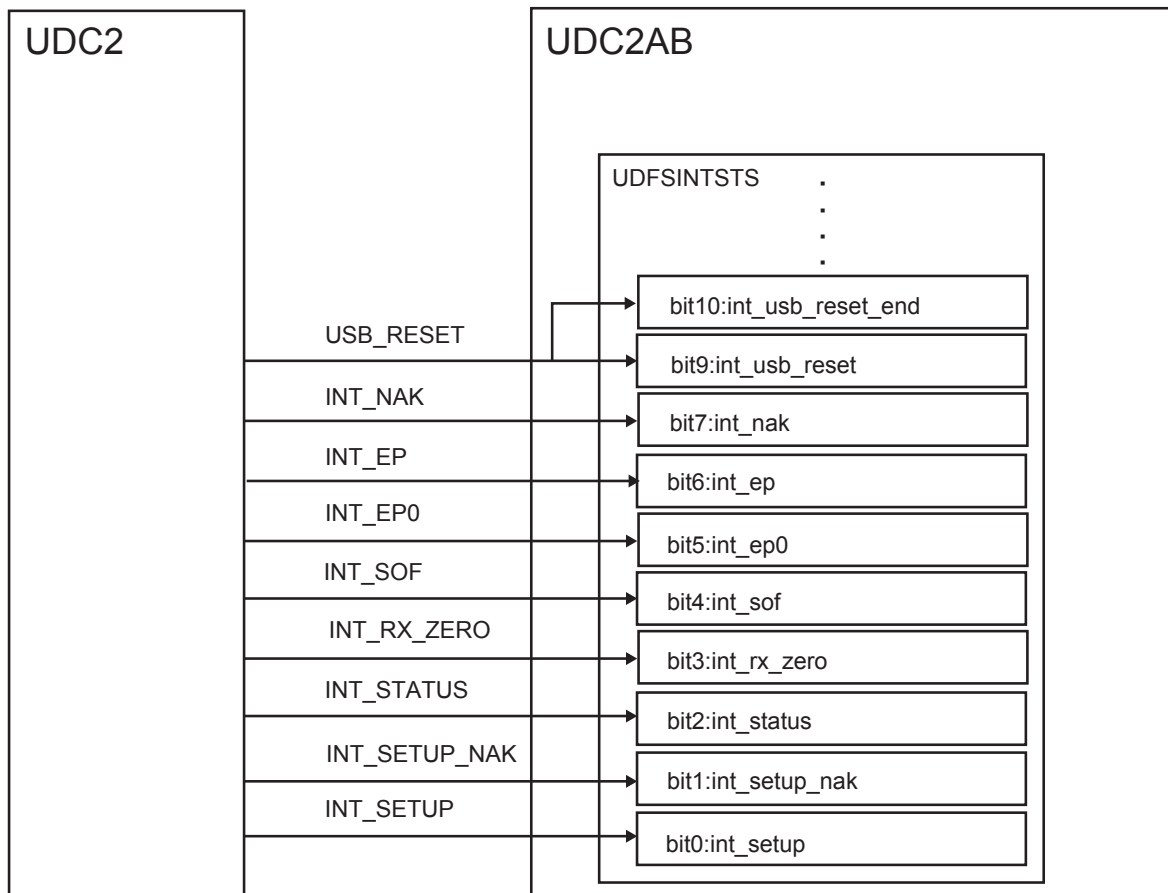 UDC2
UDC2AB
UDFSINTSTS
bit10:int_usb_reset_end
USB_RESET
bit9:int_usb_reset
INT_NAK
bit7:int_nak
INT_EP
bit6:int_ep
INT_EP0
bit5:int_ep0
INT_SOF
bit4:int_sof
INT_RX_ZERO
bit3:int_rx_zero
INT_STATUS
bit2:int_status
INT_SETUP_NAK
bit1:int_setup_nak
INT_SETUP
bit0:int_setup